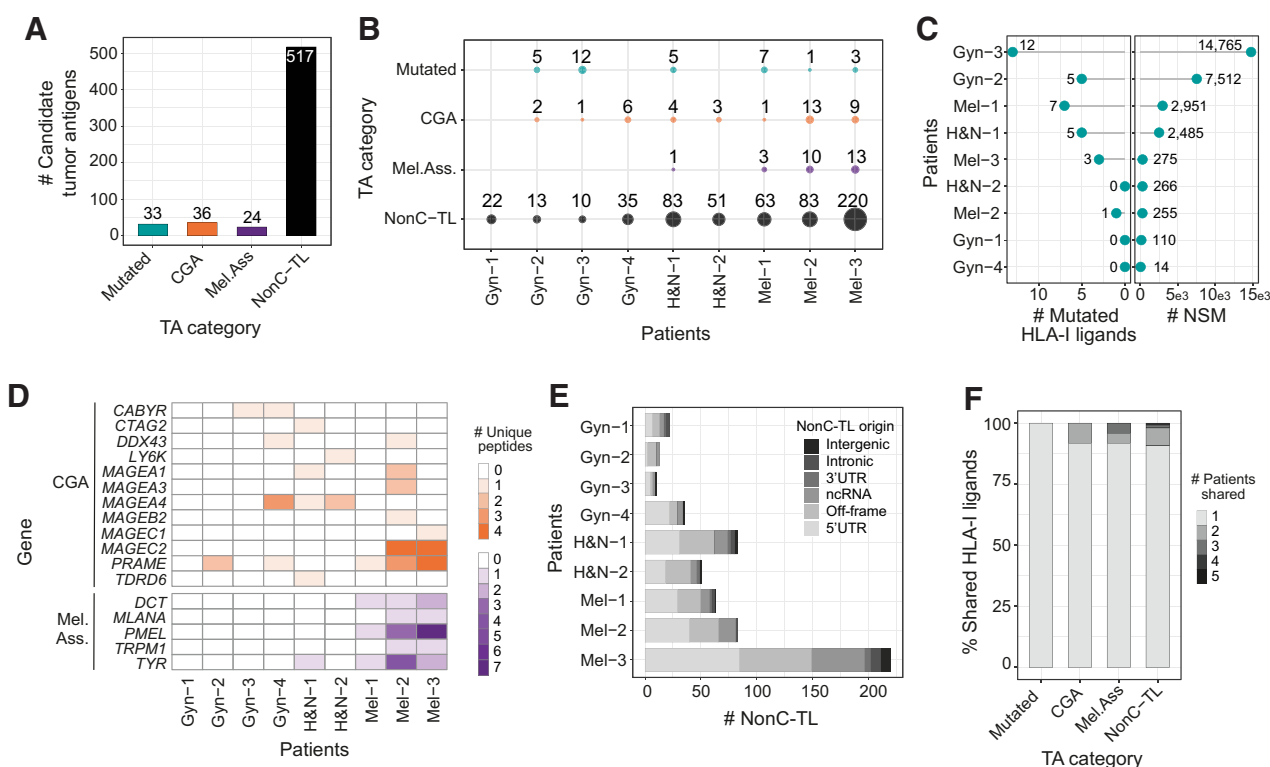 A
# Candidate
tumor antigens
500
400
300
200
100
0
33
36
24
517
Mutated
CGA
Mel.Ass
NonC−TL
TA category
B
TA category
Mutated
CGA
Mel.Ass.
NonC−TL
5 12 5 7 1 3
2 1 6 4 3 1 13 9
1 3 10 13
22 13 10 35 83 51 63 83 220
Gyn−1
Gyn−2
Gyn−3
Gyn−4
H&N−1
H&N−2
Mel−1
Mel−2
Mel−3
Patients
C
Patients
Gyn−3 12 14,765
Gyn−2 5 7,512
Mel−1 7 2,951
H&N−1 5 2,485
Mel−3 3 275
H&N−2 0 266
Mel−2 1 255
Gyn−1 0 110
Gyn−4 0 14
10 5 0 0 5e3 10e3 15e3
# Mutated
HLA-I ligands
# NSM
D
Gene
CGA
CABYR
CTAG2
DDX43
LY6K
MAGEA1
MAGEA3
MAGEA4
MAGEB2
MAGEC1
MAGEC2
PRAME
TDRD6
Mel.
Ass.
DCT
MLANA
PMEL
TRPM1
TYR
Gyn−1
Gyn−2
Gyn−3
Gyn−4
H&N−1
H&N−2
Mel−1
Mel−2
Mel−3
Patients
# Unique
peptides
0
1
2
3
4
0
1
2
3
4
5
6
7
E
Patients
Gyn−1
Gyn−2
Gyn−3
Gyn−4
H&N−1
H&N−2
Mel−1
Mel−2
Mel−3
0 50 100 150 200
# NonC-TL
NonC-TL origin
Intergenic
Intronic
3'UTR
ncRNA
Off-frame
5'UTR
F
% Shared HLA-I ligands
100
75
50
25
0
Mutated
CGA
Mel.Ass
NonC−TL
TA category
# Patients
shared
1
2
3
4
5